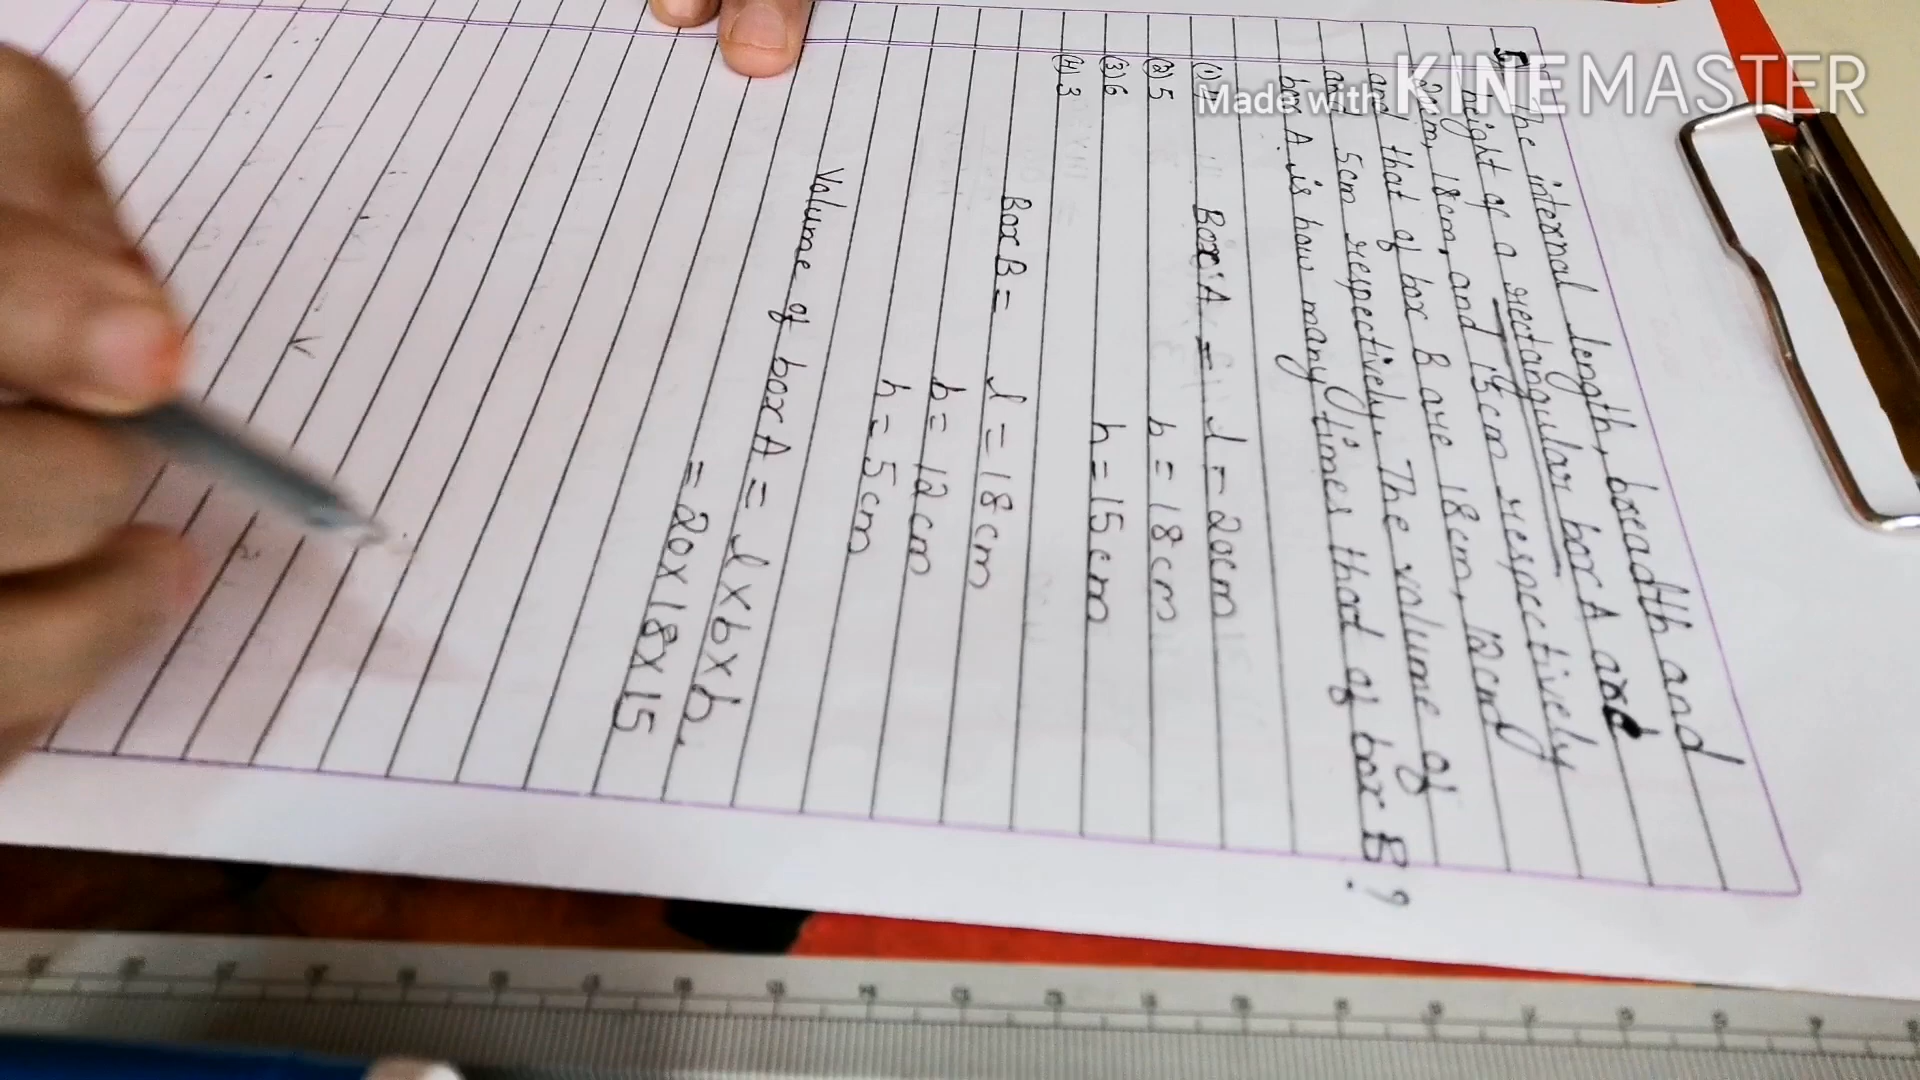 Made with KINEMASTER
5 The internal length, breadth and
height of a rectangular box A are
20cm, 18cm, and 15cm respectively
and that of box B are 18cm, 12cm
and 5cm respectively. The volume of
box A is how many times that of box B?
(1)
(2) 5
(3) 6
(4) 3
Box A = l = 20cm
b = 18cm
h = 15cm
Box B = l = 18cm
b = 12cm
h = 5cm
Volume of box A = l x b x h.
= 20 x 18 x 15